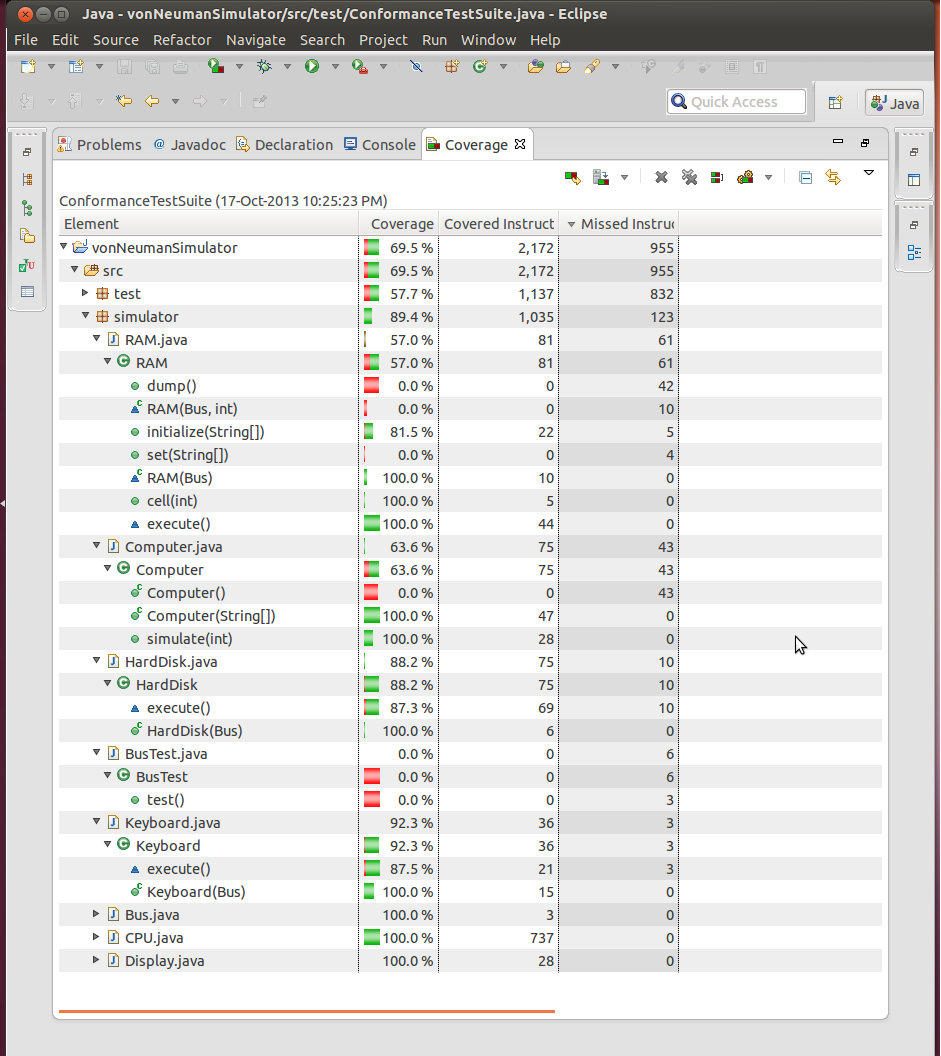 Java - vonNeumanSimulator/src/test/ConformanceTestSuite.java - Eclipse
File Edit Source Refactor Navigate Search Project Run Window Help
Quick Access Java
Problems @ Javadoc Declaration Console Coverage
ConformanceTestSuite (17-Oct-2013 10:25:23 PM)
Element Coverage Covered Instruct Missed Instruc
vonNeumanSimulator 69.5 % 2,172 955
src 69.5 % 2,172 955
test 57.7 % 1,137 832
simulator 89.4 % 1,035 123
RAM.java 57.0 % 81 61
RAM 57.0 % 81 61
dump() 0.0 % 0 42
RAM(Bus, int) 0.0 % 0 10
initialize(String[]) 81.5 % 22 5
set(String[]) 0.0 % 0 4
RAM(Bus) 100.0 % 10 0
cell(int) 100.0 % 5 0
execute() 100.0 % 44 0
Computer.java 63.6 % 75 43
Computer 63.6 % 75 43
Computer() 0.0 % 0 43
Computer(String[]) 100.0 % 47 0
simulate(int) 100.0 % 28 0
HardDisk.java 88.2 % 75 10
HardDisk 88.2 % 75 10
execute() 87.3 % 69 10
HardDisk(Bus) 100.0 % 6 0
BusTest.java 0.0 % 0 6
BusTest 0.0 % 0 6
test() 0.0 % 0 3
Keyboard.java 92.3 % 36 3
Keyboard 92.3 % 36 3
execute() 87.5 % 21 3
Keyboard(Bus) 100.0 % 15 0
Bus.java 100.0 % 3 0
CPU.java 100.0 % 737 0
Display.java 100.0 % 28 0